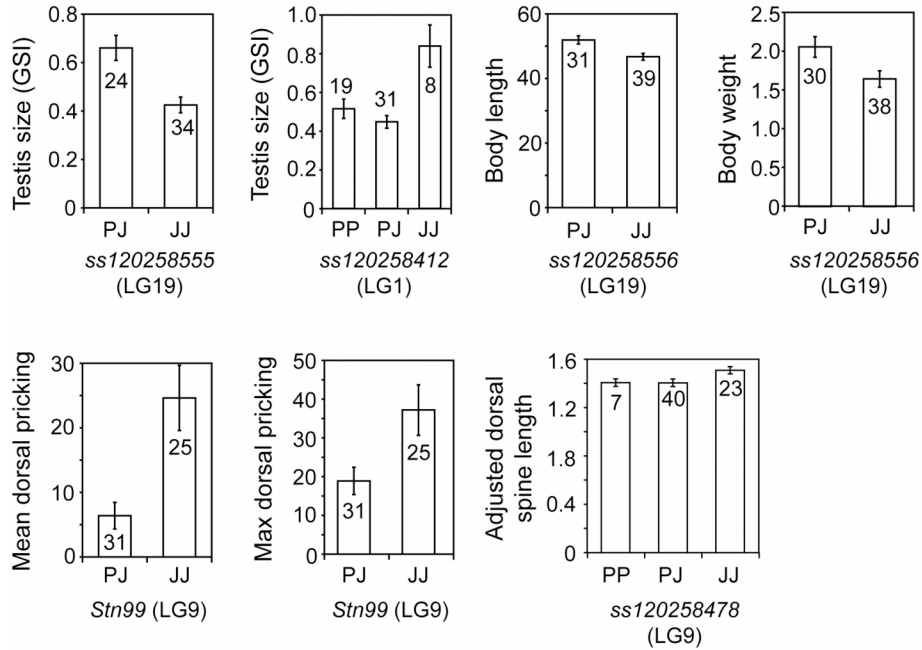 Testis size (GSI)
0.8
0.6
0.4
0.2
0
24
34
PJ JJ
ss120258555
(LG19)
Testis size (GSI)
1.0
0.8
0.6
0.4
0.2
0
19
31
8
PP PJ JJ
ss120258412
(LG1)
Body length
60
40
20
0
31
39
PJ JJ
ss120258556
(LG19)
Body weight
2.5
2.0
1.5
1.0
0.5
0
30
38
PJ JJ
ss120258556
(LG19)
Mean dorsal pricking
30
20
10
0
31
25
PJ JJ
Stn99 (LG9)
Max dorsal pricking
50
40
30
20
10
0
31
25
PJ JJ
Stn99 (LG9)
Adjusted dorsal
spine length
1.6
1.2
1.8
0.4
0
7
40
23
PP PJ JJ
ss120258478
(LG9)